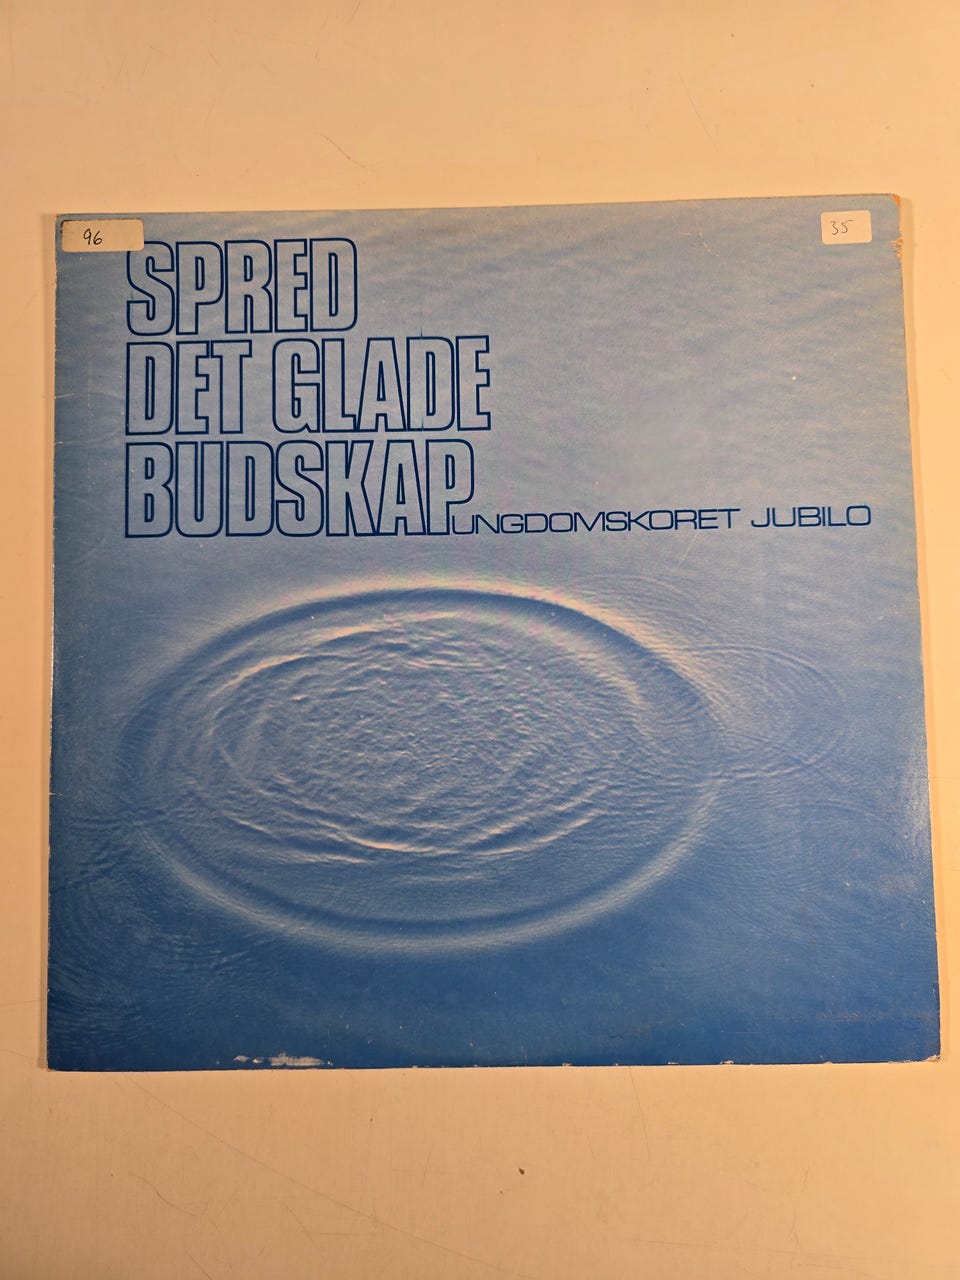 96
35
SPRED
DET GLADE
BUDSKAP
UNGDOMSKORET JUBILO